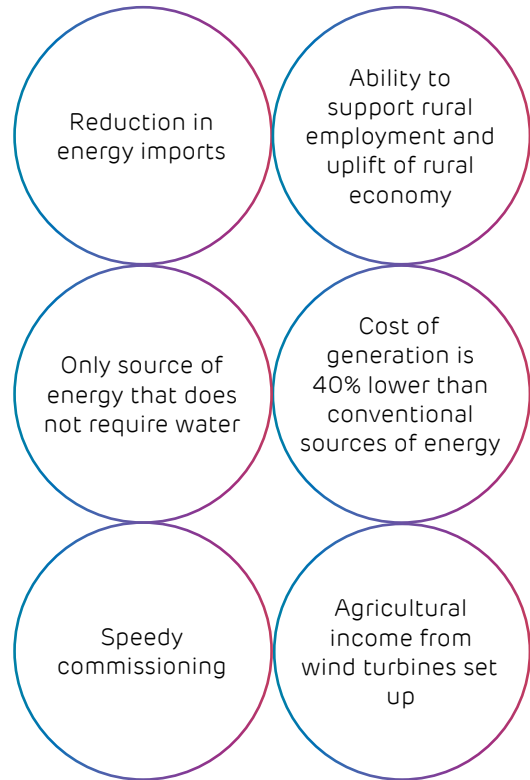 Reduction in
energy imports
Ability to
support rural
employment and
uplift of rural
economy
Only source of
energy that does
not require water
Cost of
generation is
40% lower than
conventional
sources of energy
Speedy
commissioning
Agricultural
income from
wind turbines set
up